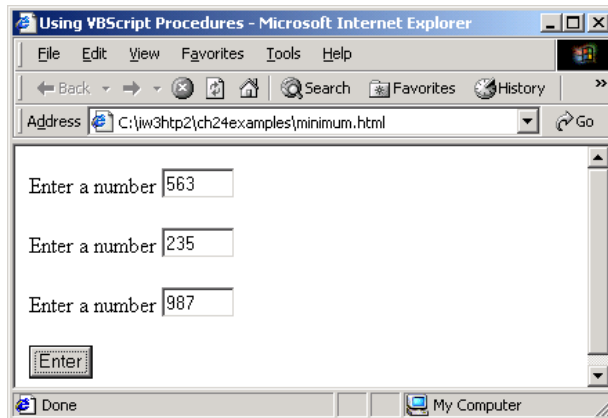 Using VBScript Procedures - Microsoft Internet Explorer
File Edit View Favorites Tools Help
Back Search Favorites History »
Address C:\iw3htp2\ch24examples\minimum.html Go
Enter a number 563
Enter a number 235
Enter a number 987
Enter
Done My Computer